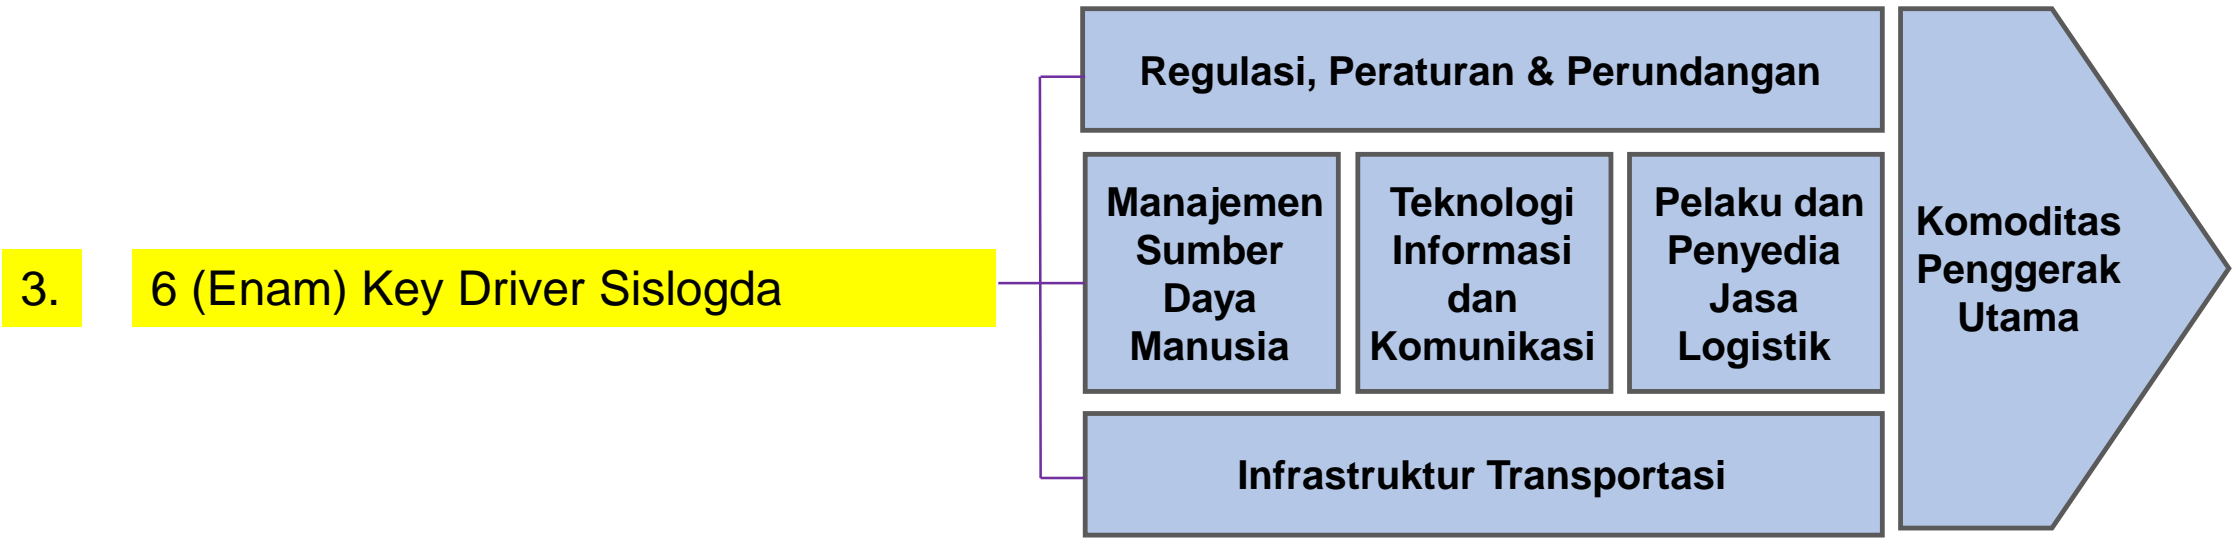 3.
6 (Enam) Key Driver Sislogda
Regulasi, Peraturan & Perundangan
Manajemen
Sumber
Daya
Manusia
Teknologi
Informasi
dan
Komunikasi
Pelaku dan
Penyedia
Jasa
Logistik
Infrastruktur Transportasi
Komoditas
Penggerak
Utama